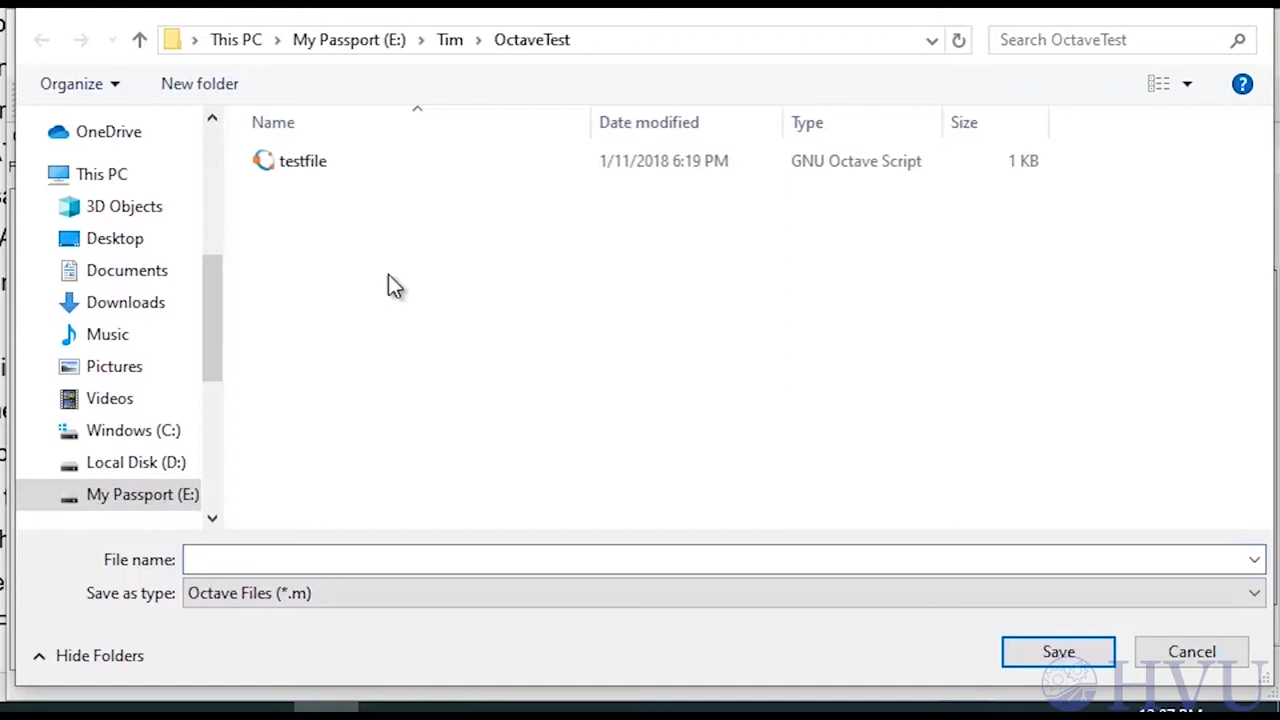 This PC > My Passport (E:) > Tim > OctaveTest
Search OctaveTest
Organize
New folder
Name
Date modified
Type
Size
testfile
1/11/2018 6:19 PM
GNU Octave Script
1 KB
OneDrive
This PC
3D Objects
Desktop
Documents
Downloads
Music
Pictures
Videos
Windows (C:)
Local Disk (D:)
My Passport (E:)
File name:
Save as type:
Octave Files (*.m)
Hide Folders
Save
Cancel
HVU